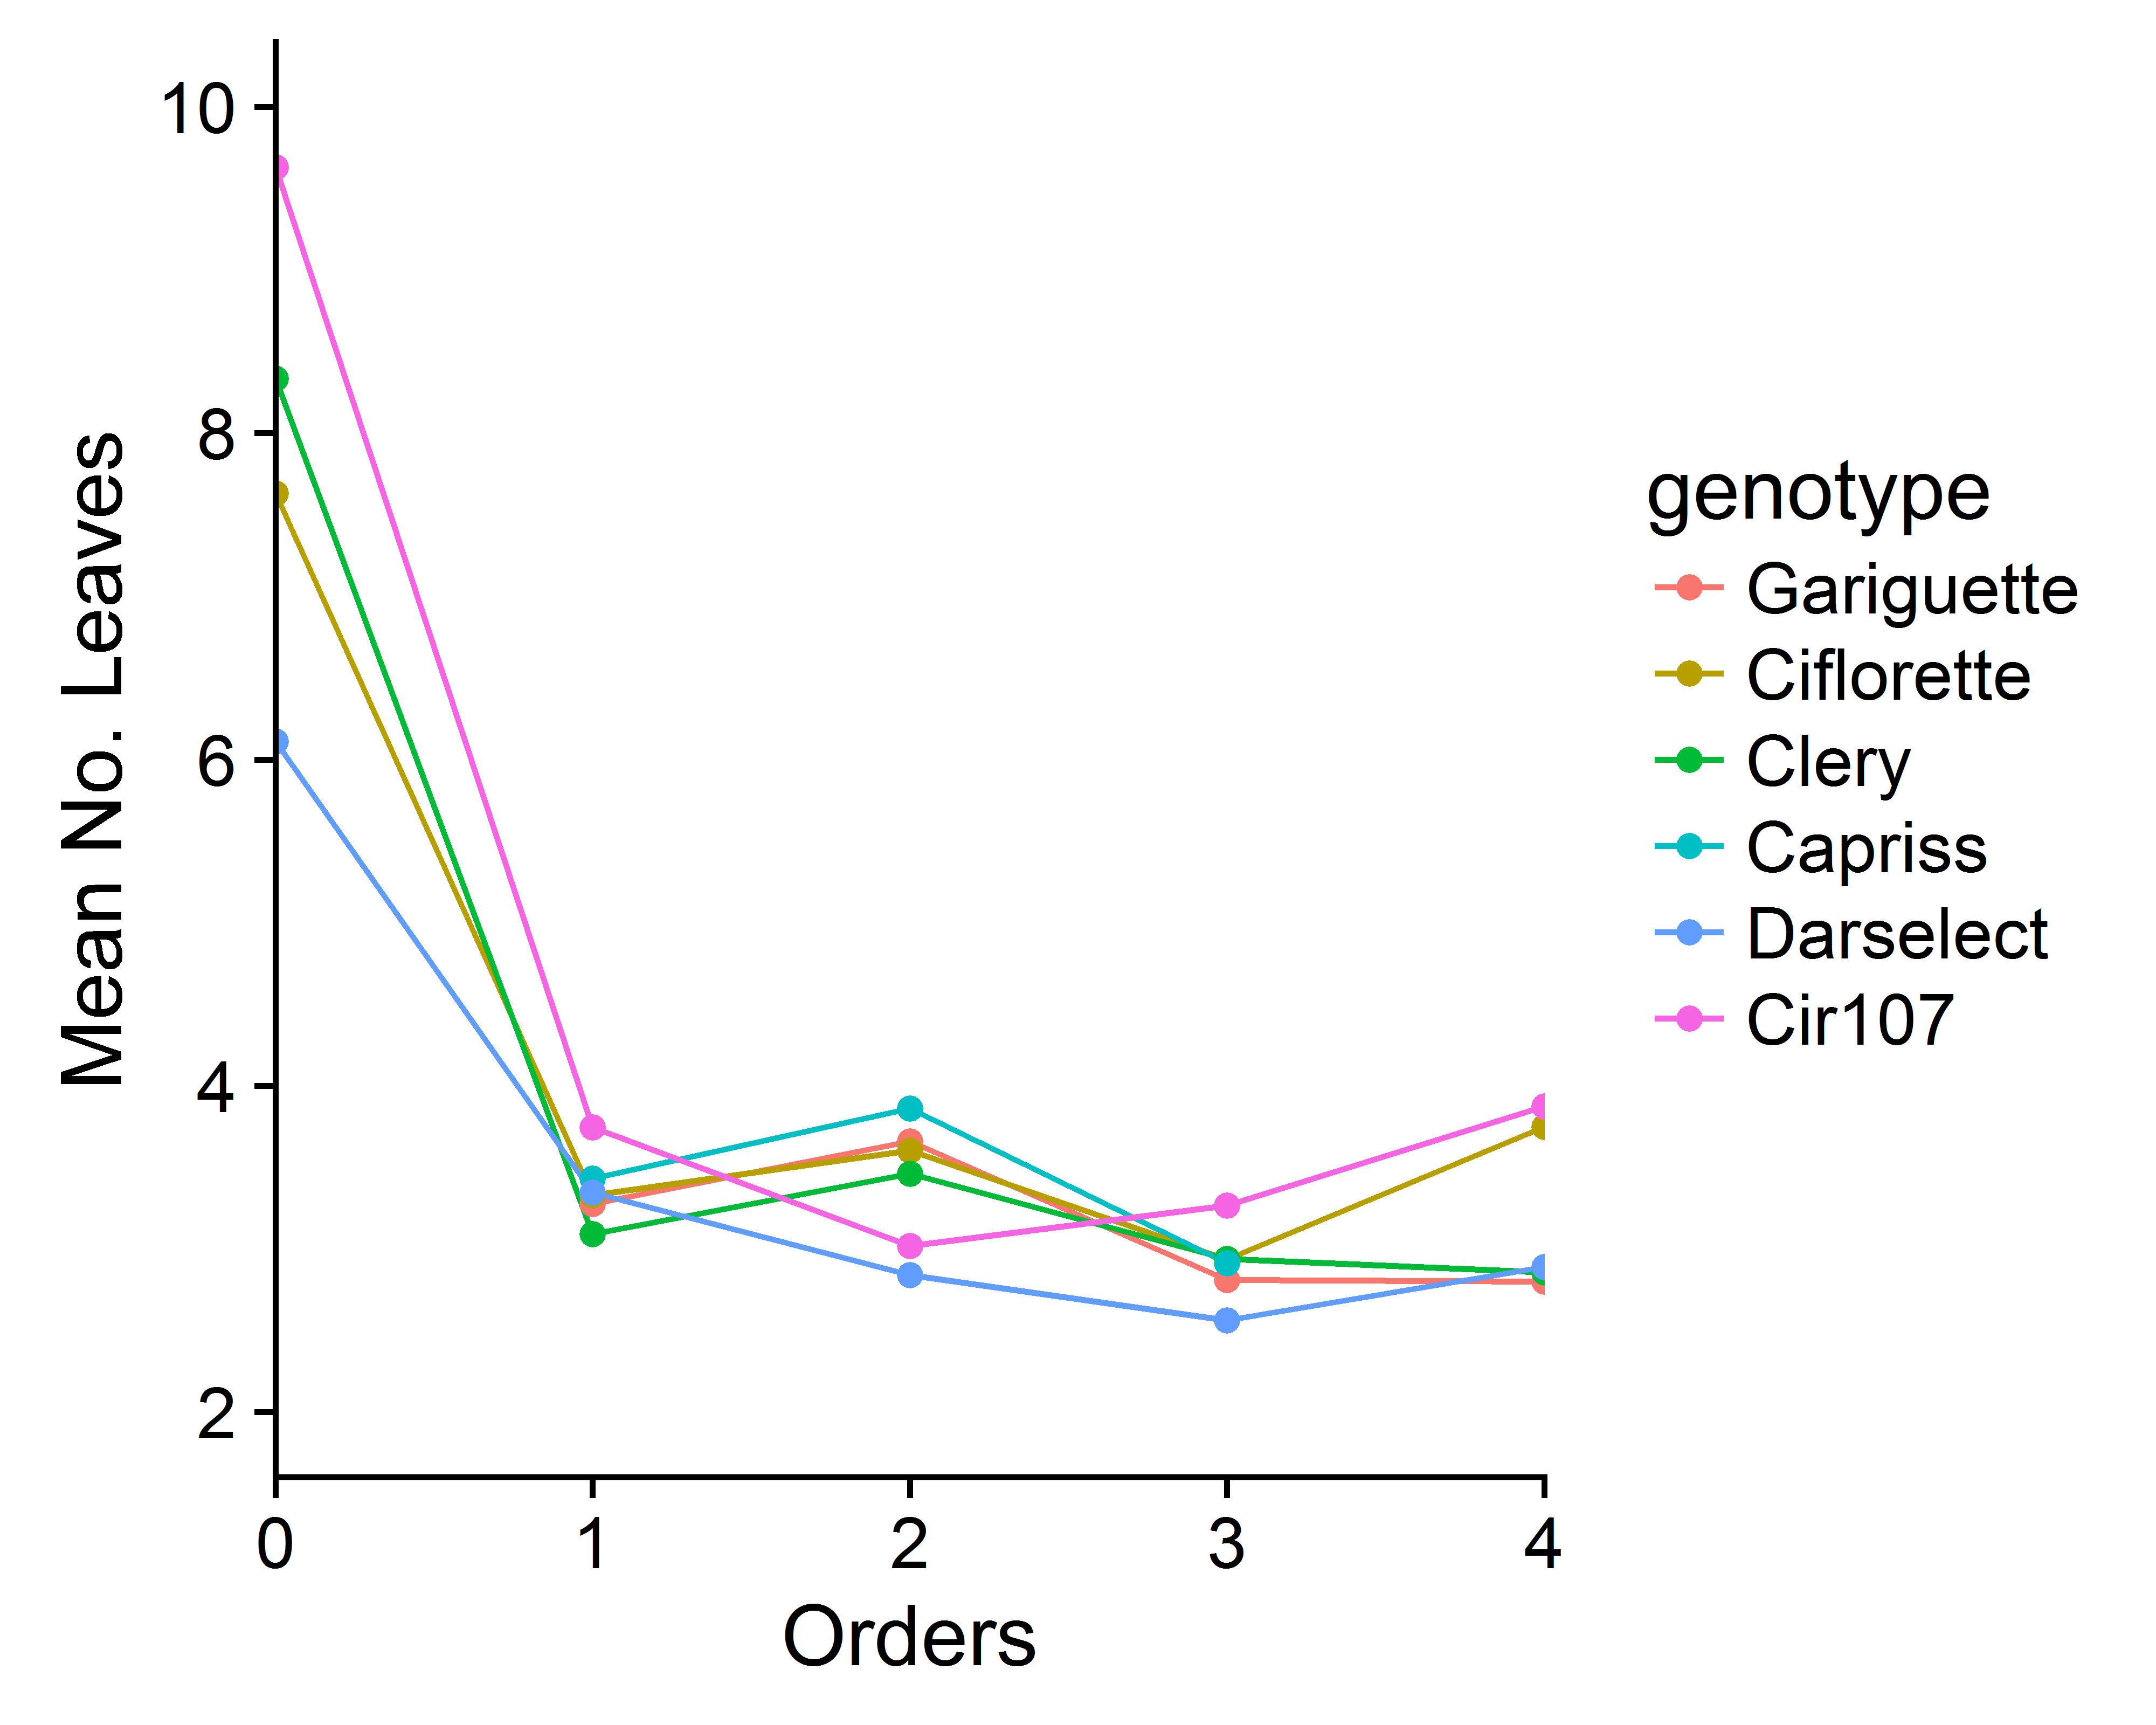 Mean No. Leaves
10
8
6
4
2
0 1 2 3 4
Orders
genotype
Gariguette
Ciflorette
Clery
Capriss
Darselect
Cir107